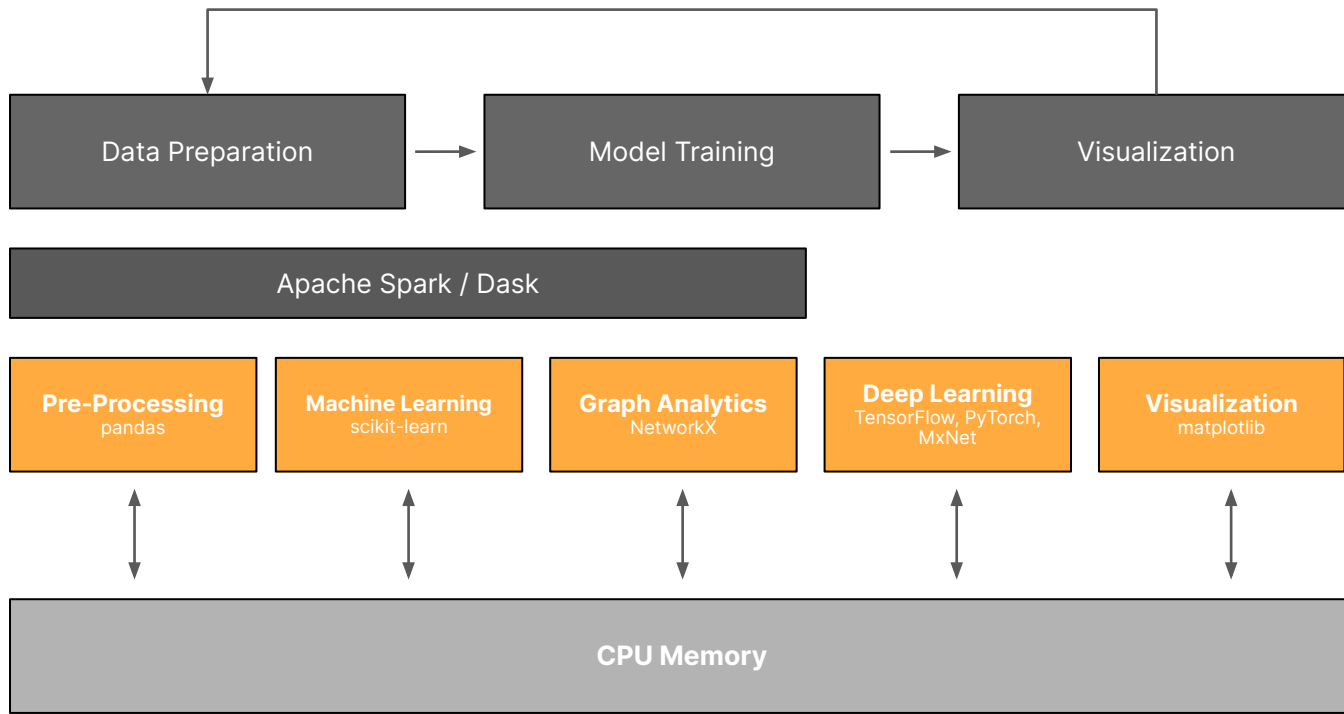 Data Preparation
Model Training
Visualization
Apache Spark / Dask
Pre-Processing
pandas
Machine Learning
scikit-learn
Graph Analytics
NetworkX
Deep Learning
TensorFlow, PyTorch,
MxNet
Visualization
matplotlib
CPU Memory